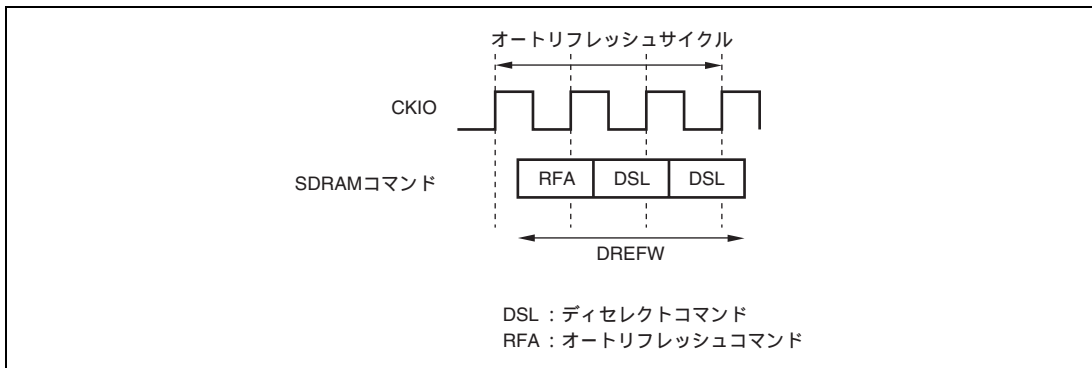 オートリフレッシュサイクル
CKIO
SDRAMコマンド
RFA DSL DSL
DREFW
DSL : ディセレクトコマンド
RFA : オートリフレッシュコマンド